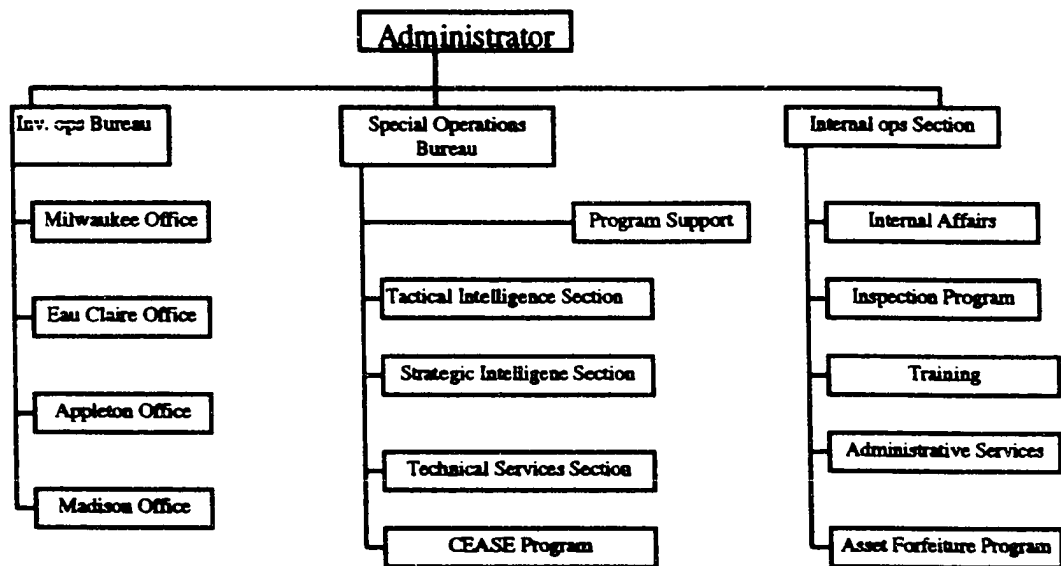 Administrator
Inv. ops Bureau
Special Operations
Bureau
Internal ops Section
Milwaukee Office
Eau Claire Office
Appleton Office
Madison Office
Program Support
Tactical Intelligence Section
Strategic Intelligene Section
Technical Services Section
CEASE Program
Internal Affairs
Inspection Program
Training
Administrative Services
Asset Forfeiture Program